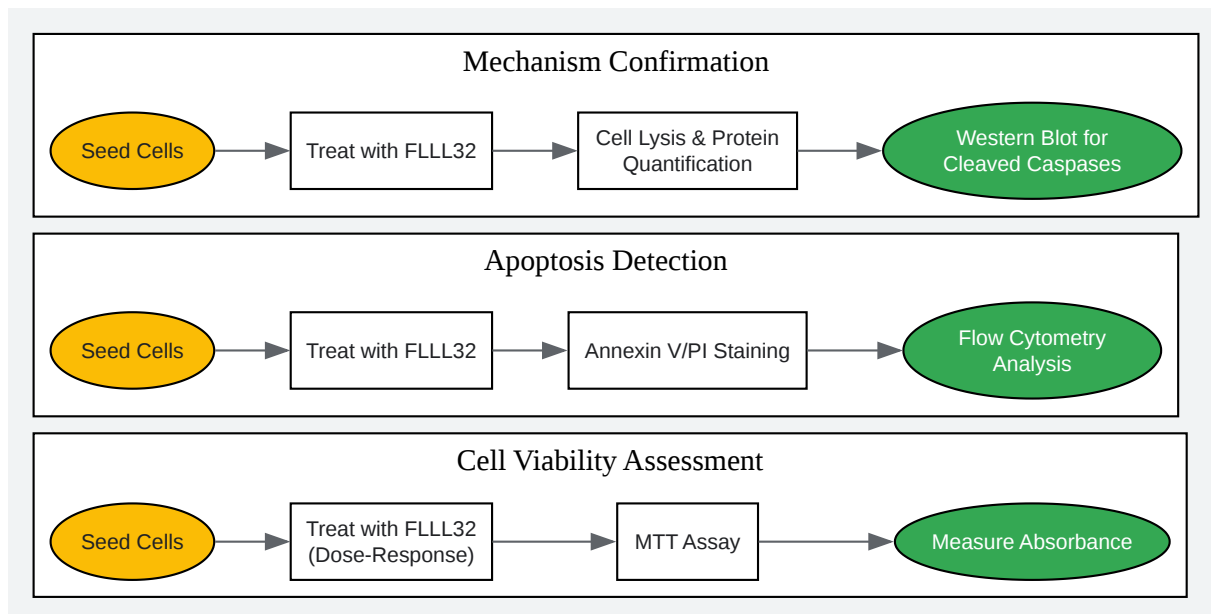 Mechanism Confirmation
Seed Cells
Treat with FLLL32
Cell Lysis & Protein
Quantification
Western Blot for
Cleaved Caspases
Apoptosis Detection
Seed Cells
Treat with FLLL32
Annexin V/PI Staining
Flow Cytometry
Analysis
Cell Viability Assessment
Seed Cells
Treat with FLLL32
(Dose-Response)
MTT Assay
Measure Absorbance